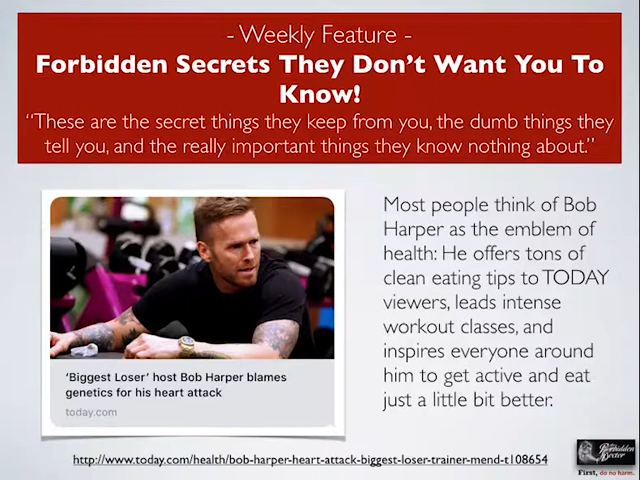 - Weekly Feature -
Forbidden Secrets They Don’t Want You To
Know!
“These are the secret things they keep from you, the dumb things they
tell you, and the really important things they know nothing about.”
‘Biggest Loser’ host Bob Harper blames
genetics for his heart attack
today.com
Most people think of Bob
Harper as the emblem of
health: He offers tons of
clean eating tips to TODAY
viewers, leads intense
workout classes, and
inspires everyone around
him to get active and eat
just a little bit better.
http://www.today.com/health/bob-harper-heart-attack-biggest-loser-trainer-mend-t108654
Forbidden
First, do no harm.